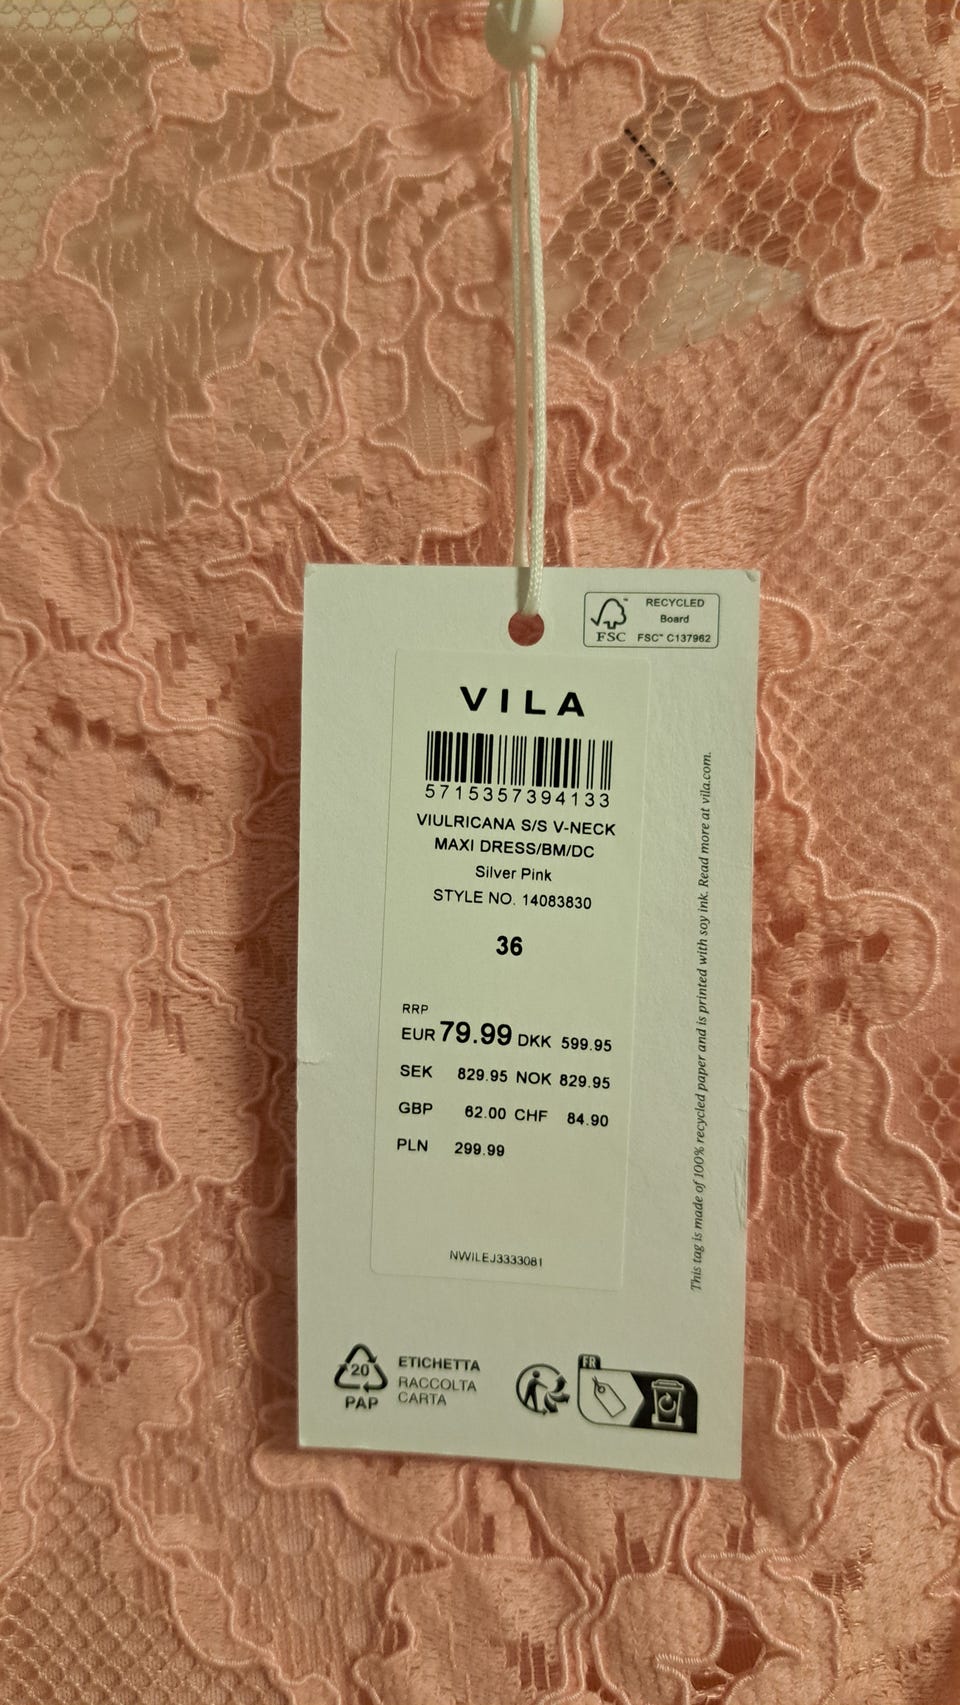 RECYCLED
Board
FSC™ C137962
FSC
VILA
5715357394133
VIULRICANA S/S V-NECK
MAXI DRESS/BM/DC
Silver Pink
STYLE NO. 14083830
36
RRP
EUR 79.99 DKK 599.95
SEK 829.95 NOK 829.95
GBP 62.00 CHF 84.90
PLN 299.99
NWILEJ3333081
This tag is made of 100% recycled paper and is printed with soy ink. Read more at vila.com.
20
PAP
ETICHETTA
RACCOLTA
CARTA
FR